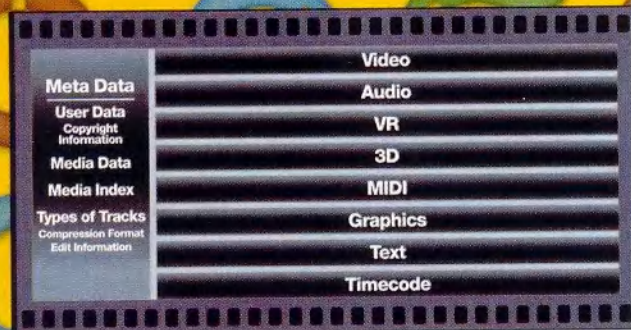 Meta Data
User Data
Copyright
Information
Media Data
Media Index
Types of Tracks
Compression Format
Edit Information
Video
Audio
VR
3D
MIDI
Graphics
Text
Timecode